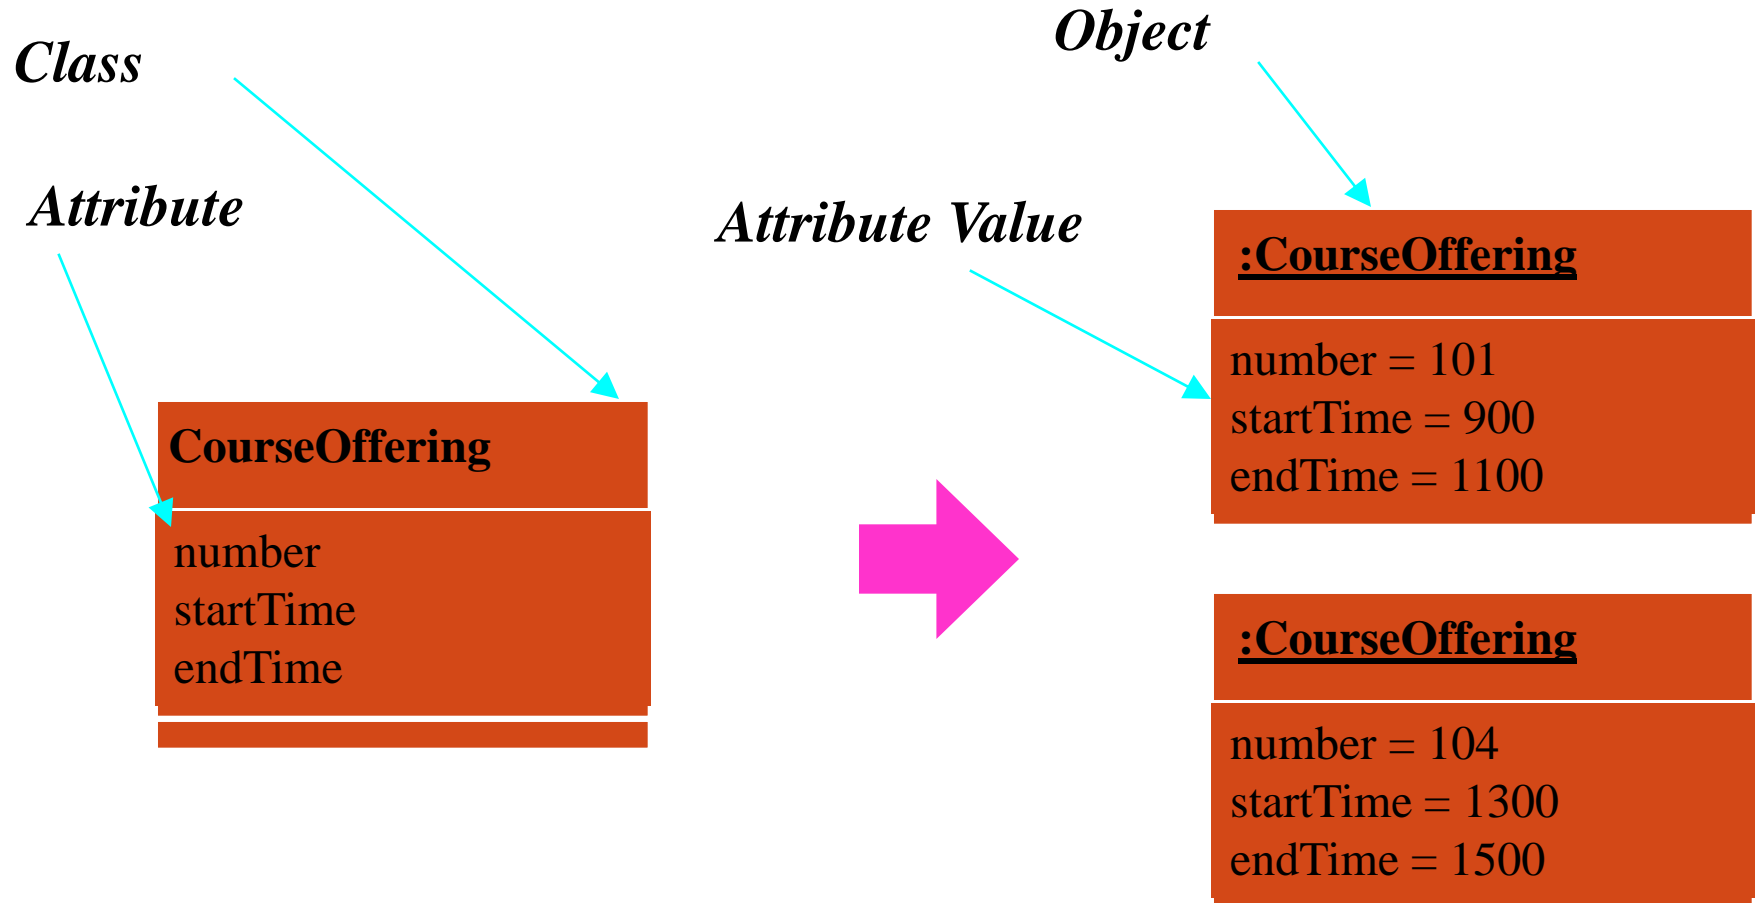 Class
Attribute
CourseOffering
number
startTime
endTime
Object
Attribute Value
:CourseOffering
number = 101
startTime = 900
endTime = 1100
:CourseOffering
number = 104
startTime = 1300
endTime = 1500